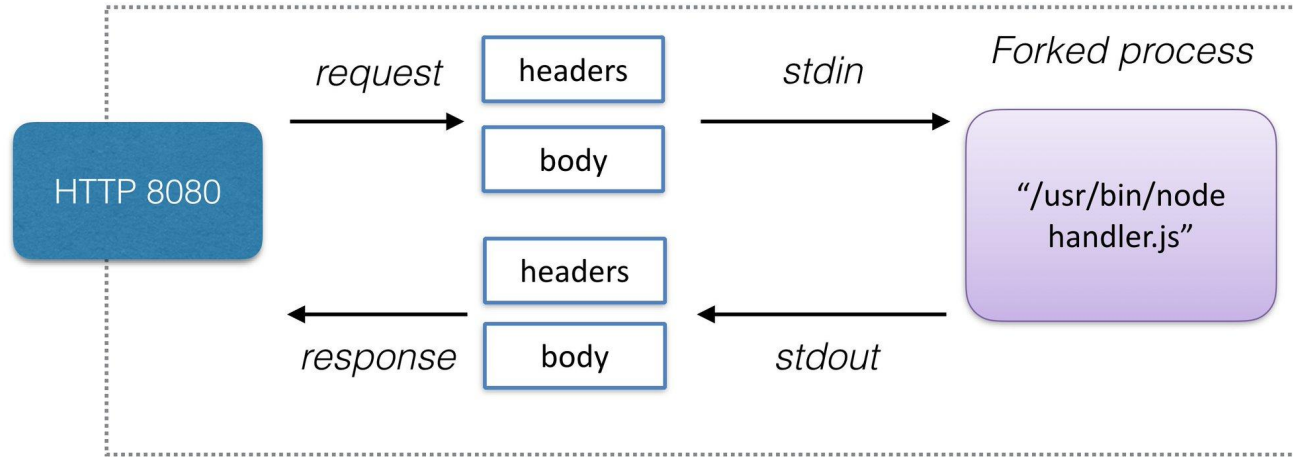 Forked process
request
headers
stdin
body
HTTP 8080
“/usr/bin/node
handler.js”
headers
response
body
stdout